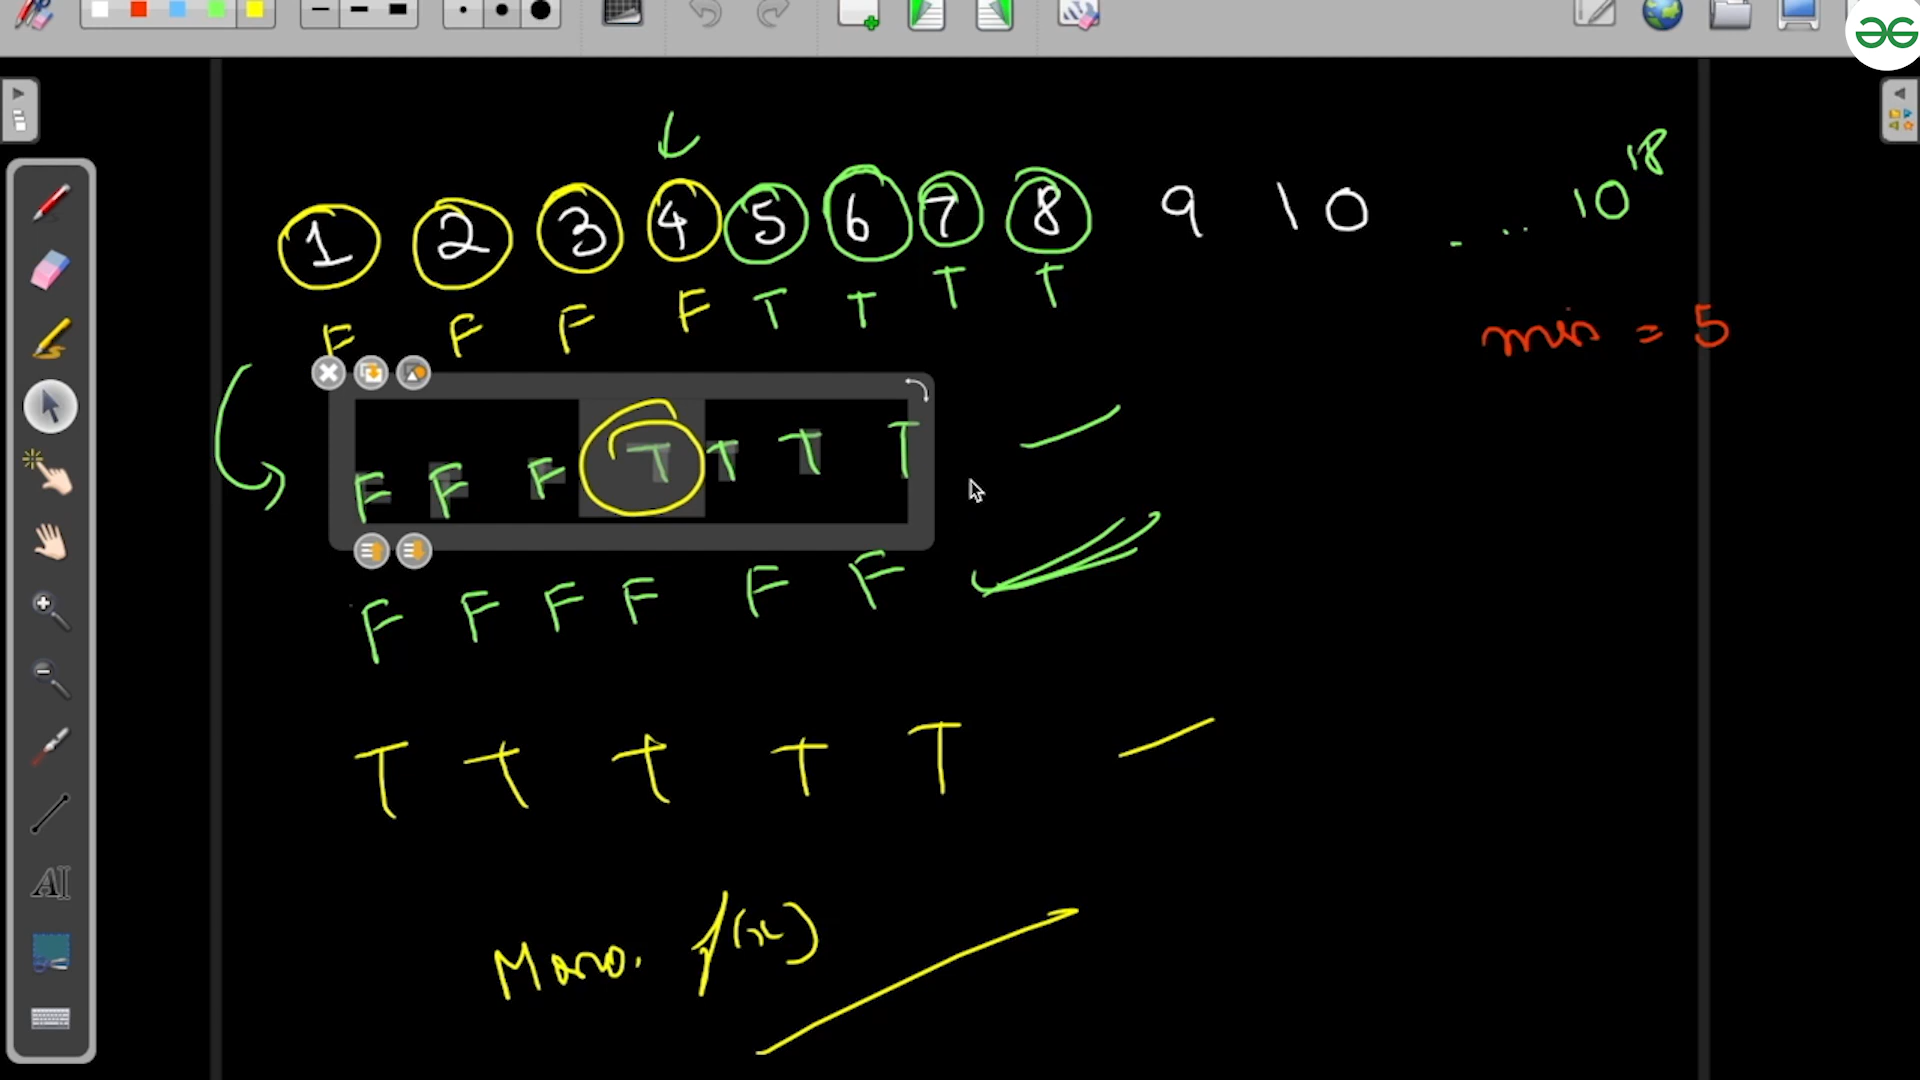 1 2 3 4 5 6 7 8 9 10 ... 10^18
F F F F T T T T
min = 5
F F F T T T T
F F F F F F
T T T T T
Mono. f(x)